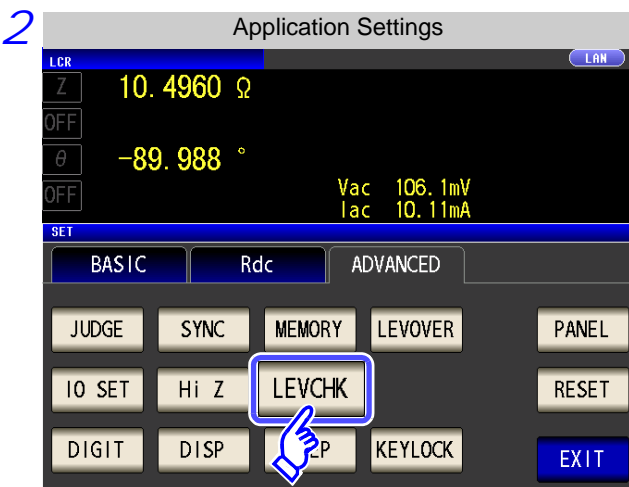 2
Application Settings
LCR
LAN
Z 10.4960 Ω
OFF
θ -89.988 °
OFF
Vac 106.1mV
Iac 10.11mA
SET
BASIC Rdc ADVANCED
JUDGE SYNC MEMORY LEVOVER PANEL
IO SET Hi Z LEVCHK RESET
DIGIT DISP KEYLOCK EXIT